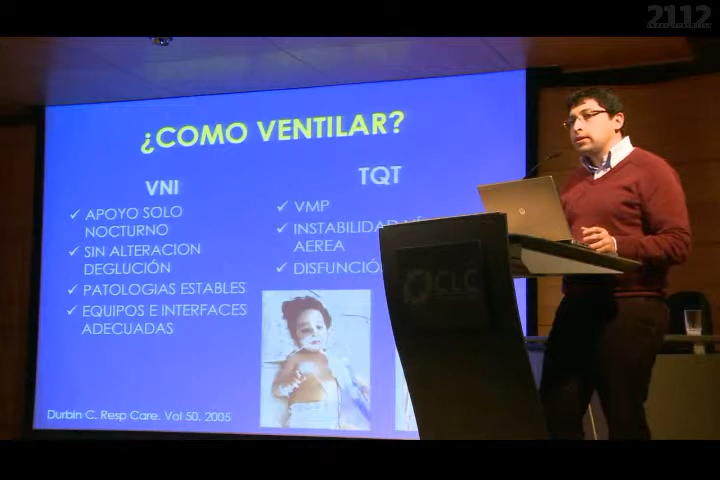 2112
¿COMO VENTILAR?
VNI
✓ APOYO SOLO
NOCTURNO
✓ SIN ALTERACION
DEGLUCIÓN
✓ PATOLOGIAS ESTABLES
✓ EQUIPOS E INTERFACES
ADECUADAS
TQT
✓ VMP
✓ INSTABILIDAD
AEREA
✓ DISFUNCIÓ
Durbin C. Resp Care. Vol 50. 2005
CLC
hp